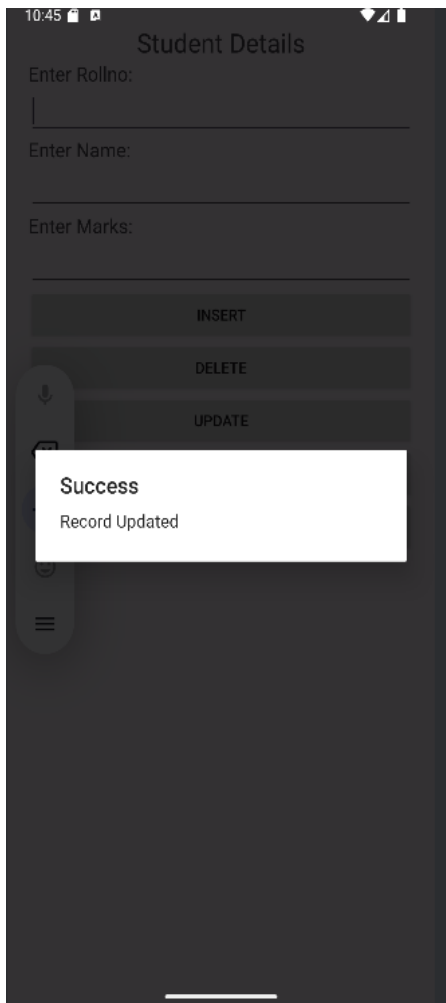 10:45
Student Details
Enter Rollno:
Enter Name:
Enter Marks:
INSERT
DELETE
UPDATE
Success
Record Updated